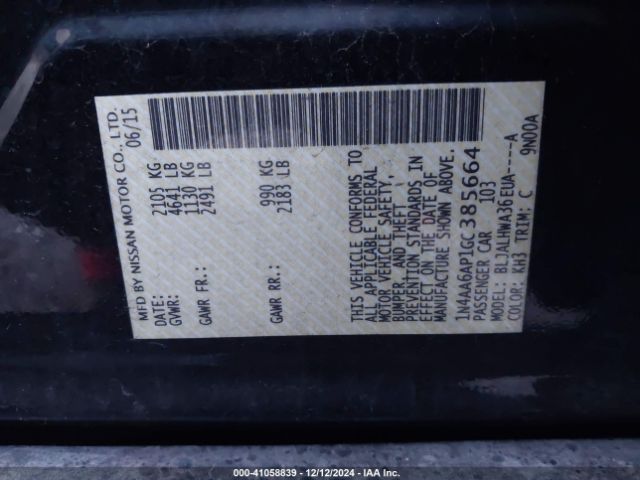 MFD BY NISSAN MOTOR CO., LTD.
DATE: 06/15
GVWR: 2105 KG
4641 LB
GAWR FR: 1130 KG
2491 LB
GAWR RR: 990 KG
2183 LB
THIS VEHICLE CONFORMS TO
ALL APPLICABLE FEDERAL
MOTOR VEHICLE SAFETY,
BUMPER, AND THEFT
PREVENTION STANDARDS IN
EFFECT ON THE DATE OF
MANUFACTURE SHOWN ABOVE.
1N4AA6AP1GC385664
PASSENGER CAR 103
MODEL: BLJALHWA36EUA----A
COLOR: KH3 TRIM: C 9N00A
000-41058839 / 12/12/2024 - IAA Inc.